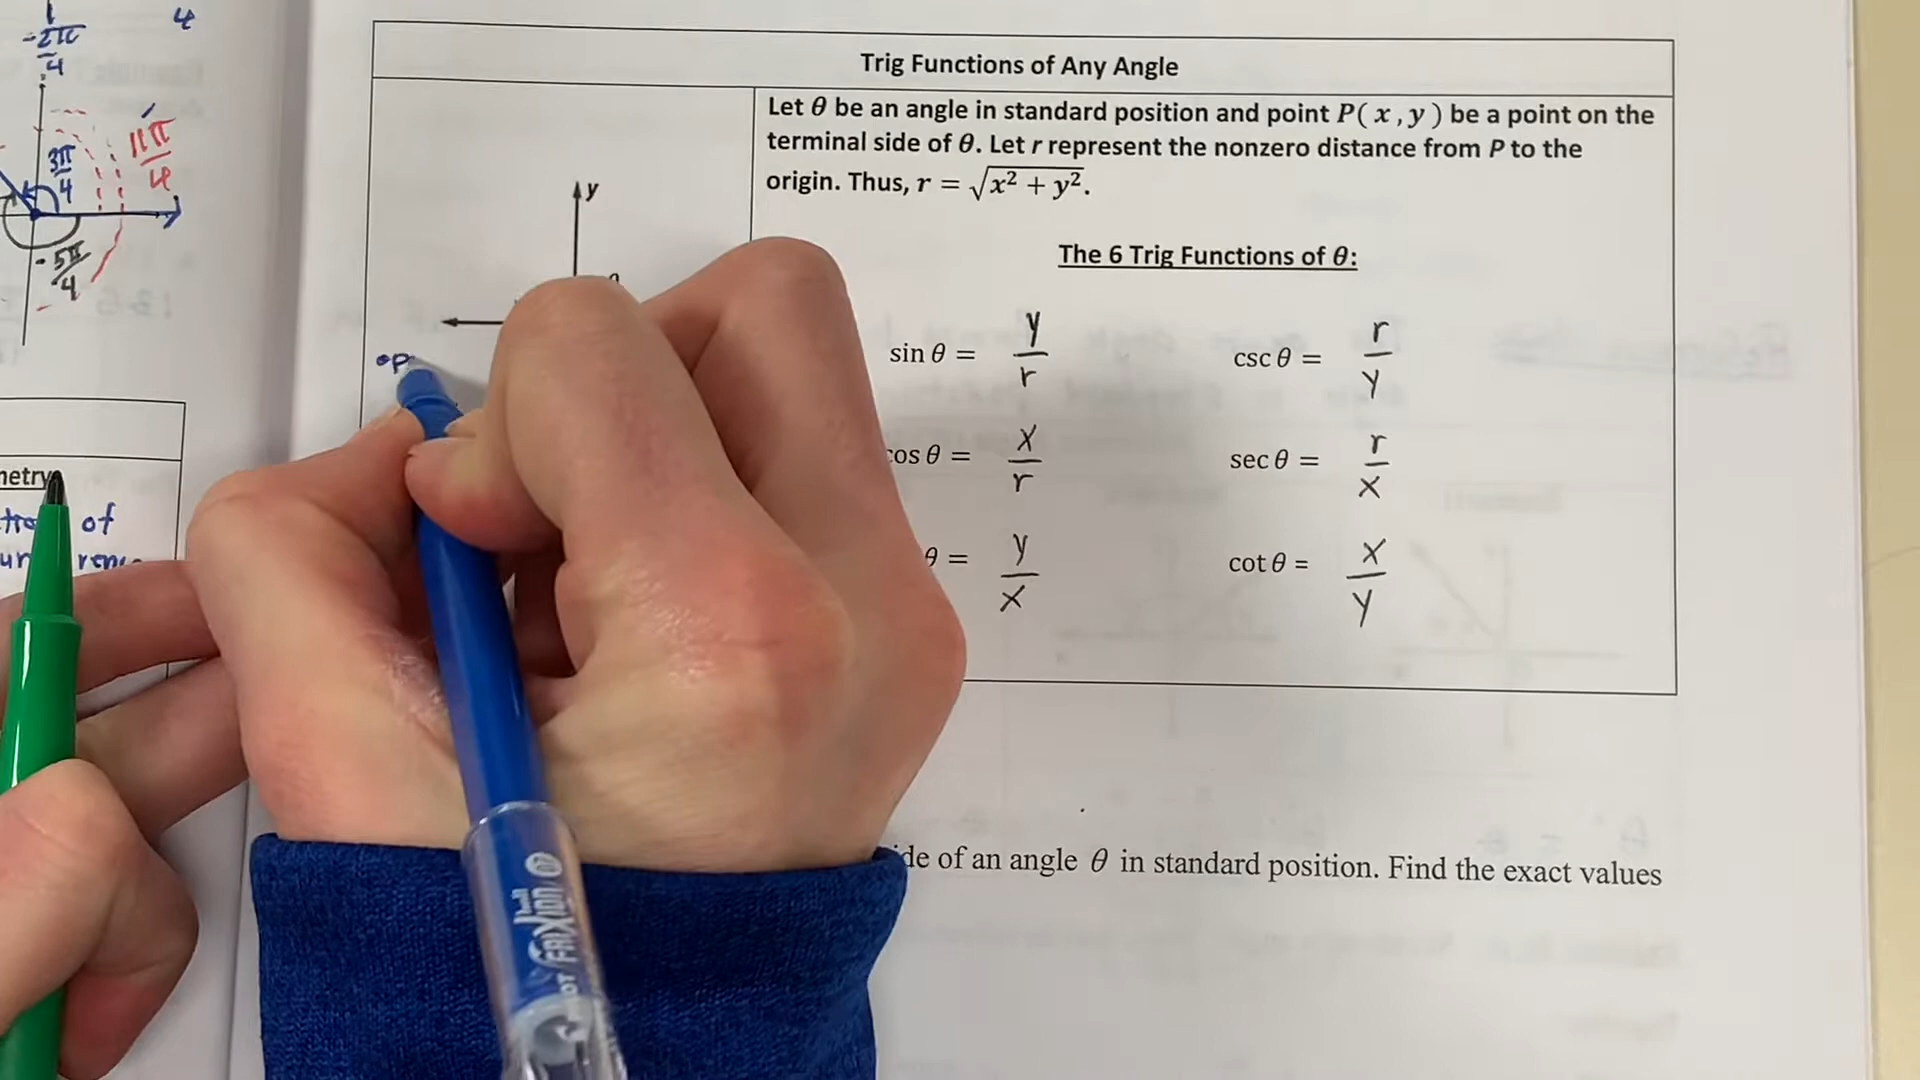 -2π/4
4
3π/4
11π/4
-5π/4
Trig Functions of Any Angle
Let θ be an angle in standard position and point P(x,y) be a point on the
terminal side of θ. Let r represent the nonzero distance from P to the
origin. Thus, r = √x² + y².
y
The 6 Trig Functions of θ:
sin θ = y/r
csc θ = r/y
cos θ = x/r
sec θ = r/x
θ = y/x
cot θ = x/y
of
of an angle θ in standard position. Find the exact values
FRIXION